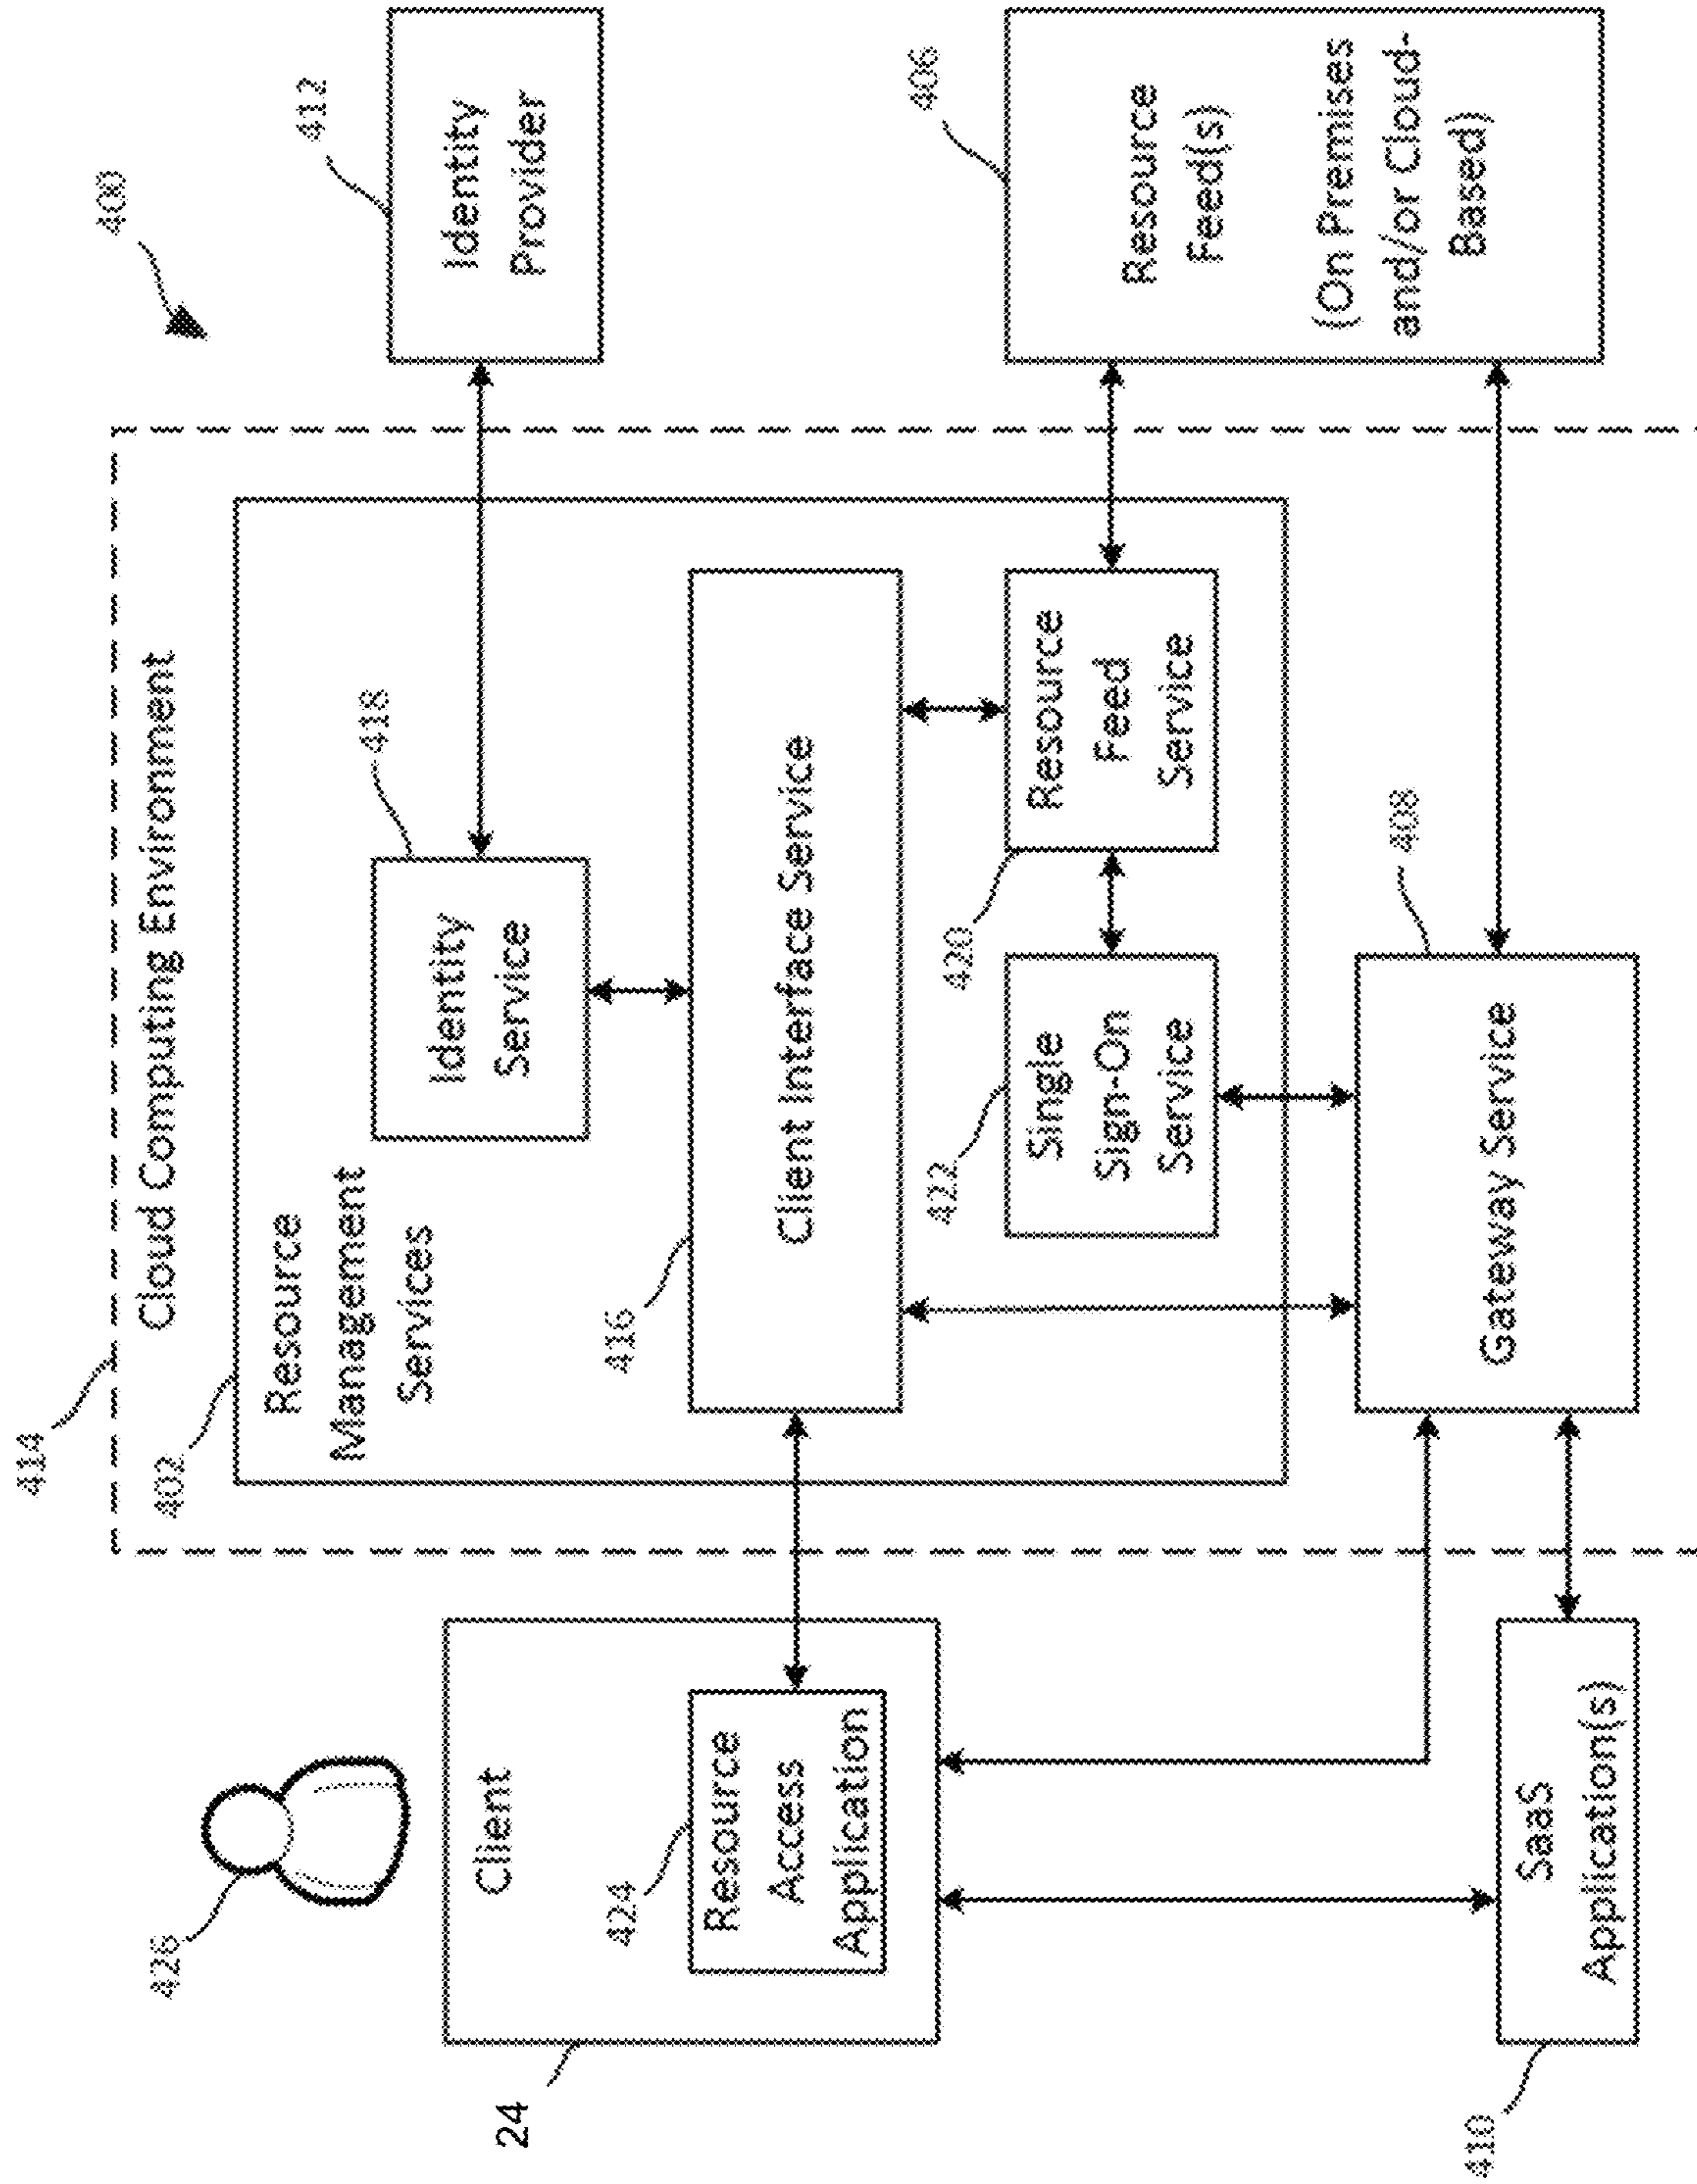 400
414
Cloud Computing Environment
402
Resource
Management
Services
412
Identity
Provider
418
Identity
Service
426
Client
24
424
Resource
Access
Application
416
Client Interface Service
422
Single
Sign-On
Service
420
Resource
Feed
Service
406
Resource
Feed(s)
(On Premises
and/or Cloud-
Based)
408
Gateway Service
410
SaaS
Application(s)